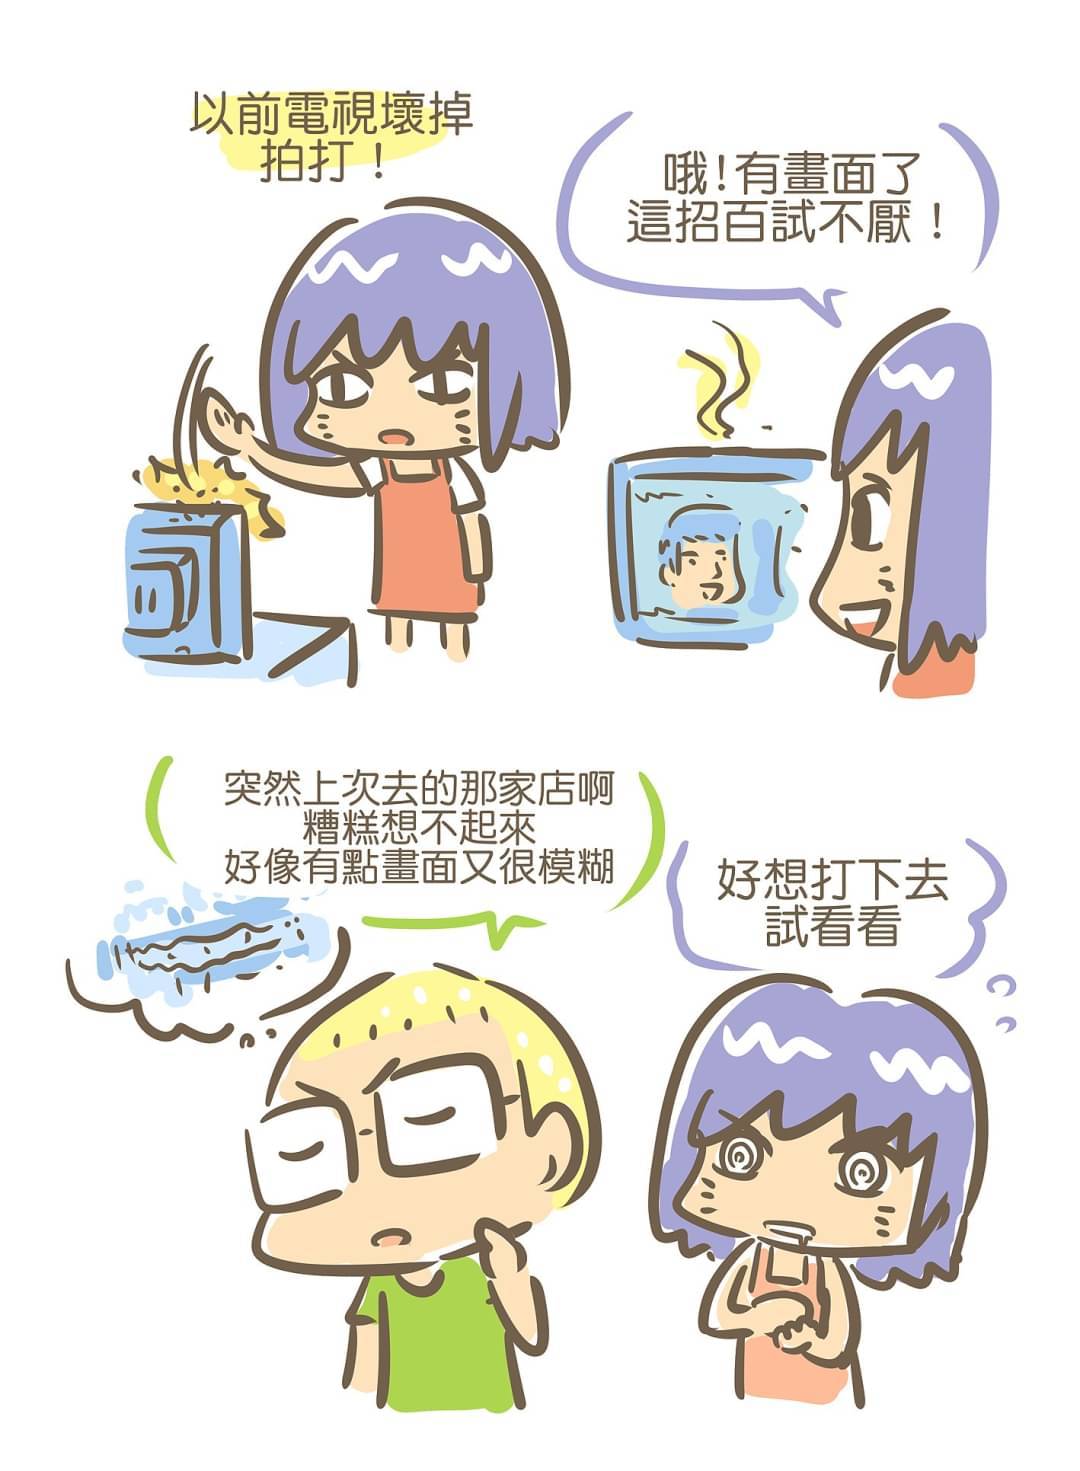 以前電視壞掉
拍打！
哦！有畫面了
這招百試不厭！
突然上次去的那家店啊
糟糕想不起來
好像有點畫面又很模糊
好想打下去
試看看